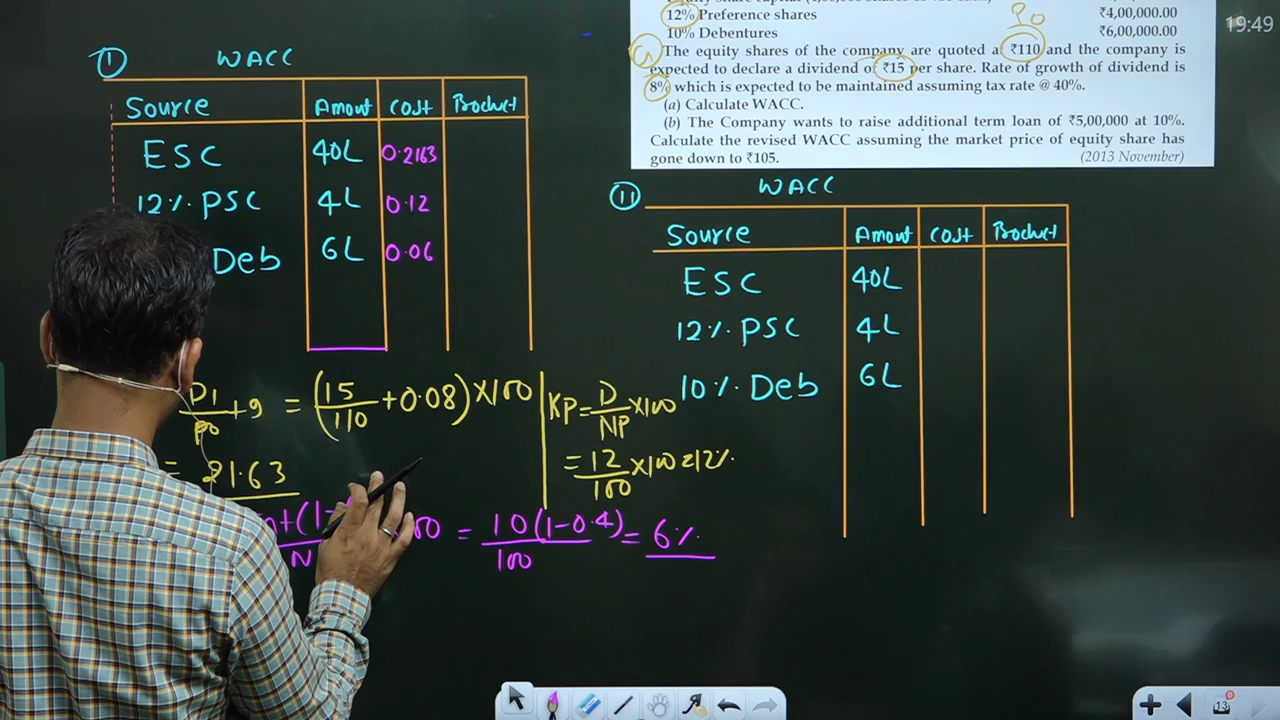 19:49
12% Preference shares ₹4,00,000.00
10% Debentures ₹6,00,000.00
P0
The equity shares of the company are quoted at ₹110 and the company is
expected to declare a dividend of ₹15 per share. Rate of growth of dividend is
8% which is expected to be maintained assuming tax rate @ 40%.
(a) Calculate WACC.
(b) The Company wants to raise additional term loan of ₹5,00,000 at 10%.
Calculate the revised WACC assuming the market price of equity share has
gone down to ₹105. (2013 November)
① WACC
Source Amount Cost Product
ESC 40L 0.2163
12% PSC 4L 0.12
Deb 6L 0.06
D1/P0 + g = (15/110 + 0.08) × 100
= 21.63
KP = D/NP × 100
= 12/100 × 100 = 12%
= 10(1-0.4)/100 = 6%
⑪ WACC
Source Amount Cost Product
ESC 40L
12% PSC 4L
10% Deb 6L
13